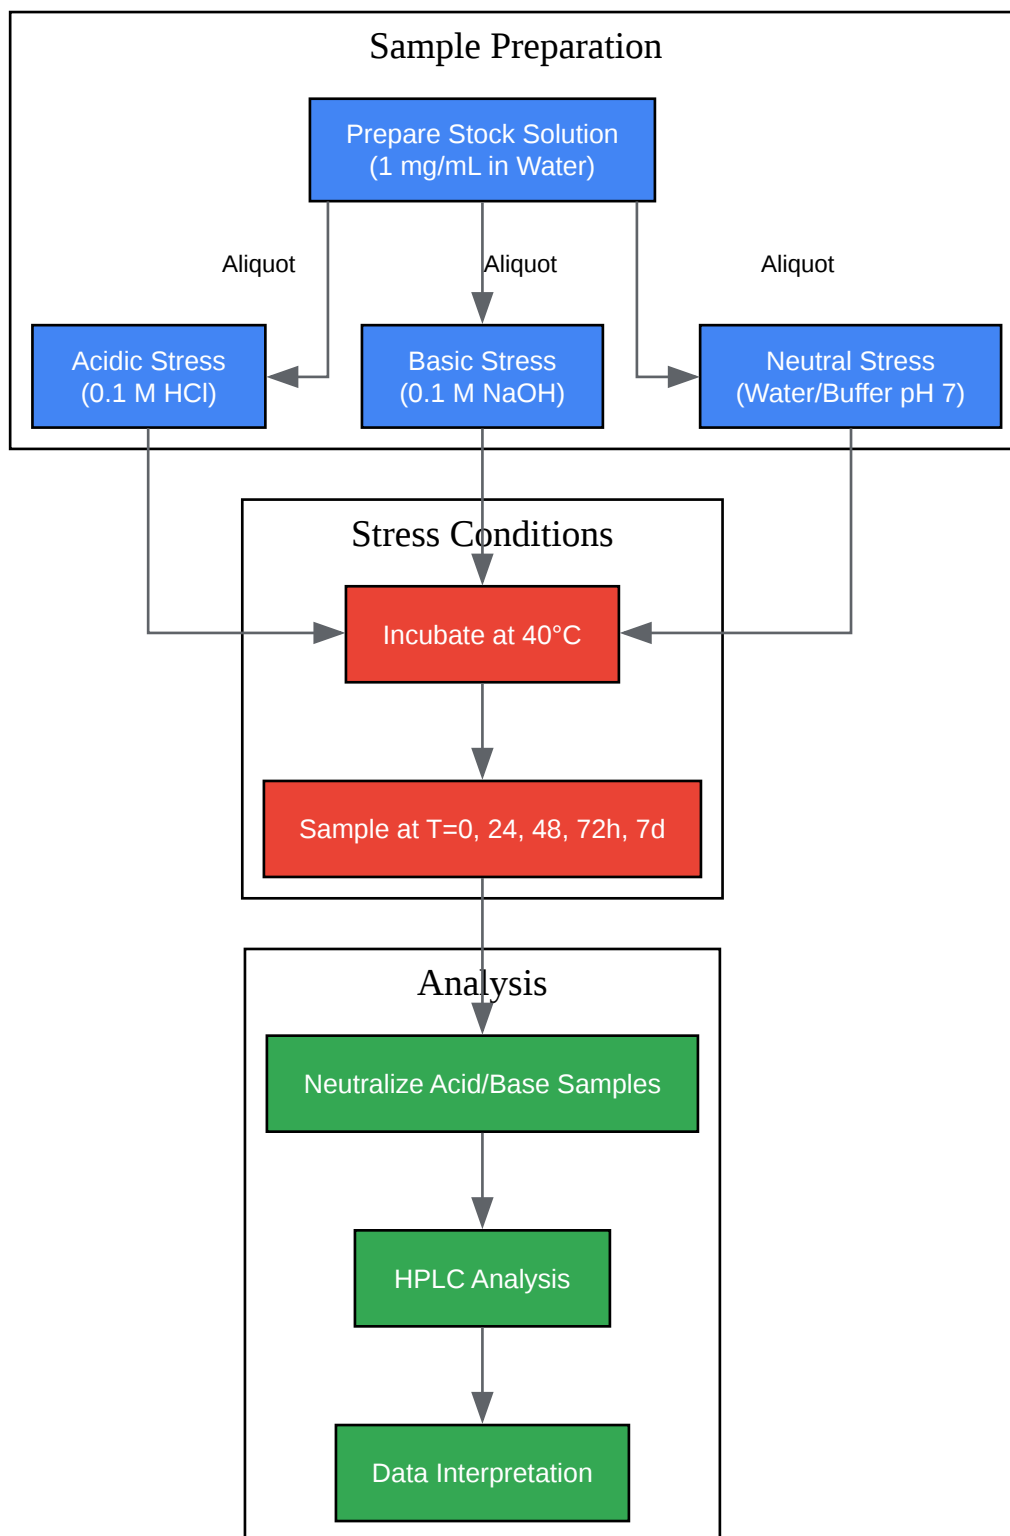 Sample Preparation
Prepare Stock Solution
(1 mg/mL in Water)
Aliquot
Aliquot
Aliquot
Acidic Stress
(0.1 M HCl)
Basic Stress
(0.1 M NaOH)
Neutral Stress
(Water/Buffer pH 7)
Stress Conditions
Incubate at 40°C
Sample at T=0, 24, 48, 72h, 7d
Analysis
Neutralize Acid/Base Samples
HPLC Analysis
Data Interpretation